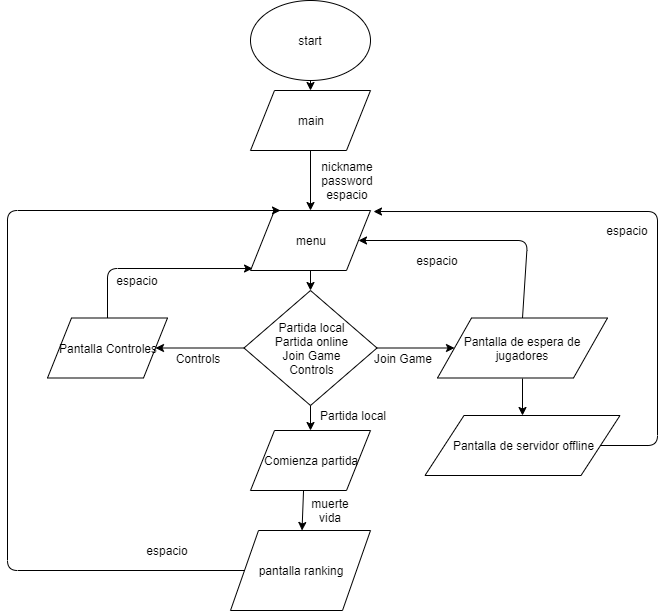 start
main
nickname
password
espacio
menu
espacio
espacio
espacio
Partida local
Partida online
Join Game
Controls
Pantalla Controles
Controls
Join Game
Pantalla de espera de
jugadores
Partida local
Pantalla de servidor offline
Comienza partida
muerte
vida
espacio
pantalla ranking